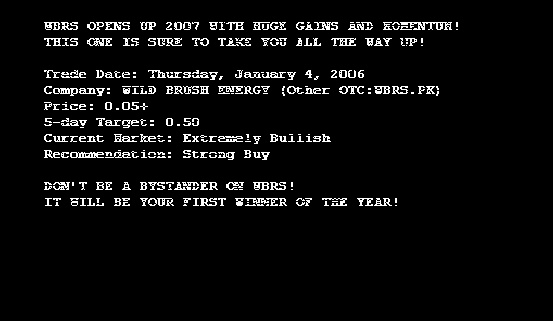 WBRS OPENS UP 2007 WITH HUGE GAINS AND MOMENTUM!
THIS ONE IS SURE TO TAKE YOU ALL THE WAY UP!
Trade Date: Thursday, January 4, 2006
Company: WILD BRUSH ENERGY (Other OTC:WBRS.PK)
Price: 0.05+
5-day Target: 0.50
Current Market: Extremely Bullish
Recommendation: Strong Buy
DON'T BE A BYSTANDER ON WBRS!
IT WILL BE YOUR FIRST WINNER OF THE YEAR!